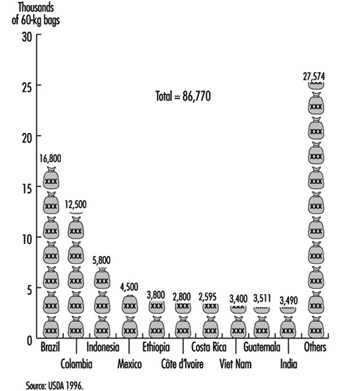 Thousands
of 60-kg bags
30
25
20
15
10
5
0
Total = 86,770
16,800
12,500
5,800
4,500
3,800
2,800
2,595
3,400
3,511
3,490
27,574
XXX
Brazil
Indonesia
Ethiopia
Costa Rica
Guatemala
Others
Colombia
Mexico
Côte d'Ivoire
Viet Nam
India
Source: USDA 1996.